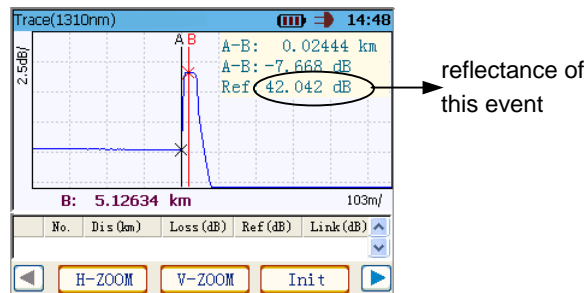 Trace(1310nm) 14:48
2.5dB/
A B
A-B: 0.02444 km
A-B:-7.668 dB
Ref 42.042 dB
reflectance of
this event
B: 5.12634 km 103m/
No. Dis(km) Loss(dB) Ref(dB) Link(dB)
H-ZOOM V-ZOOM Init